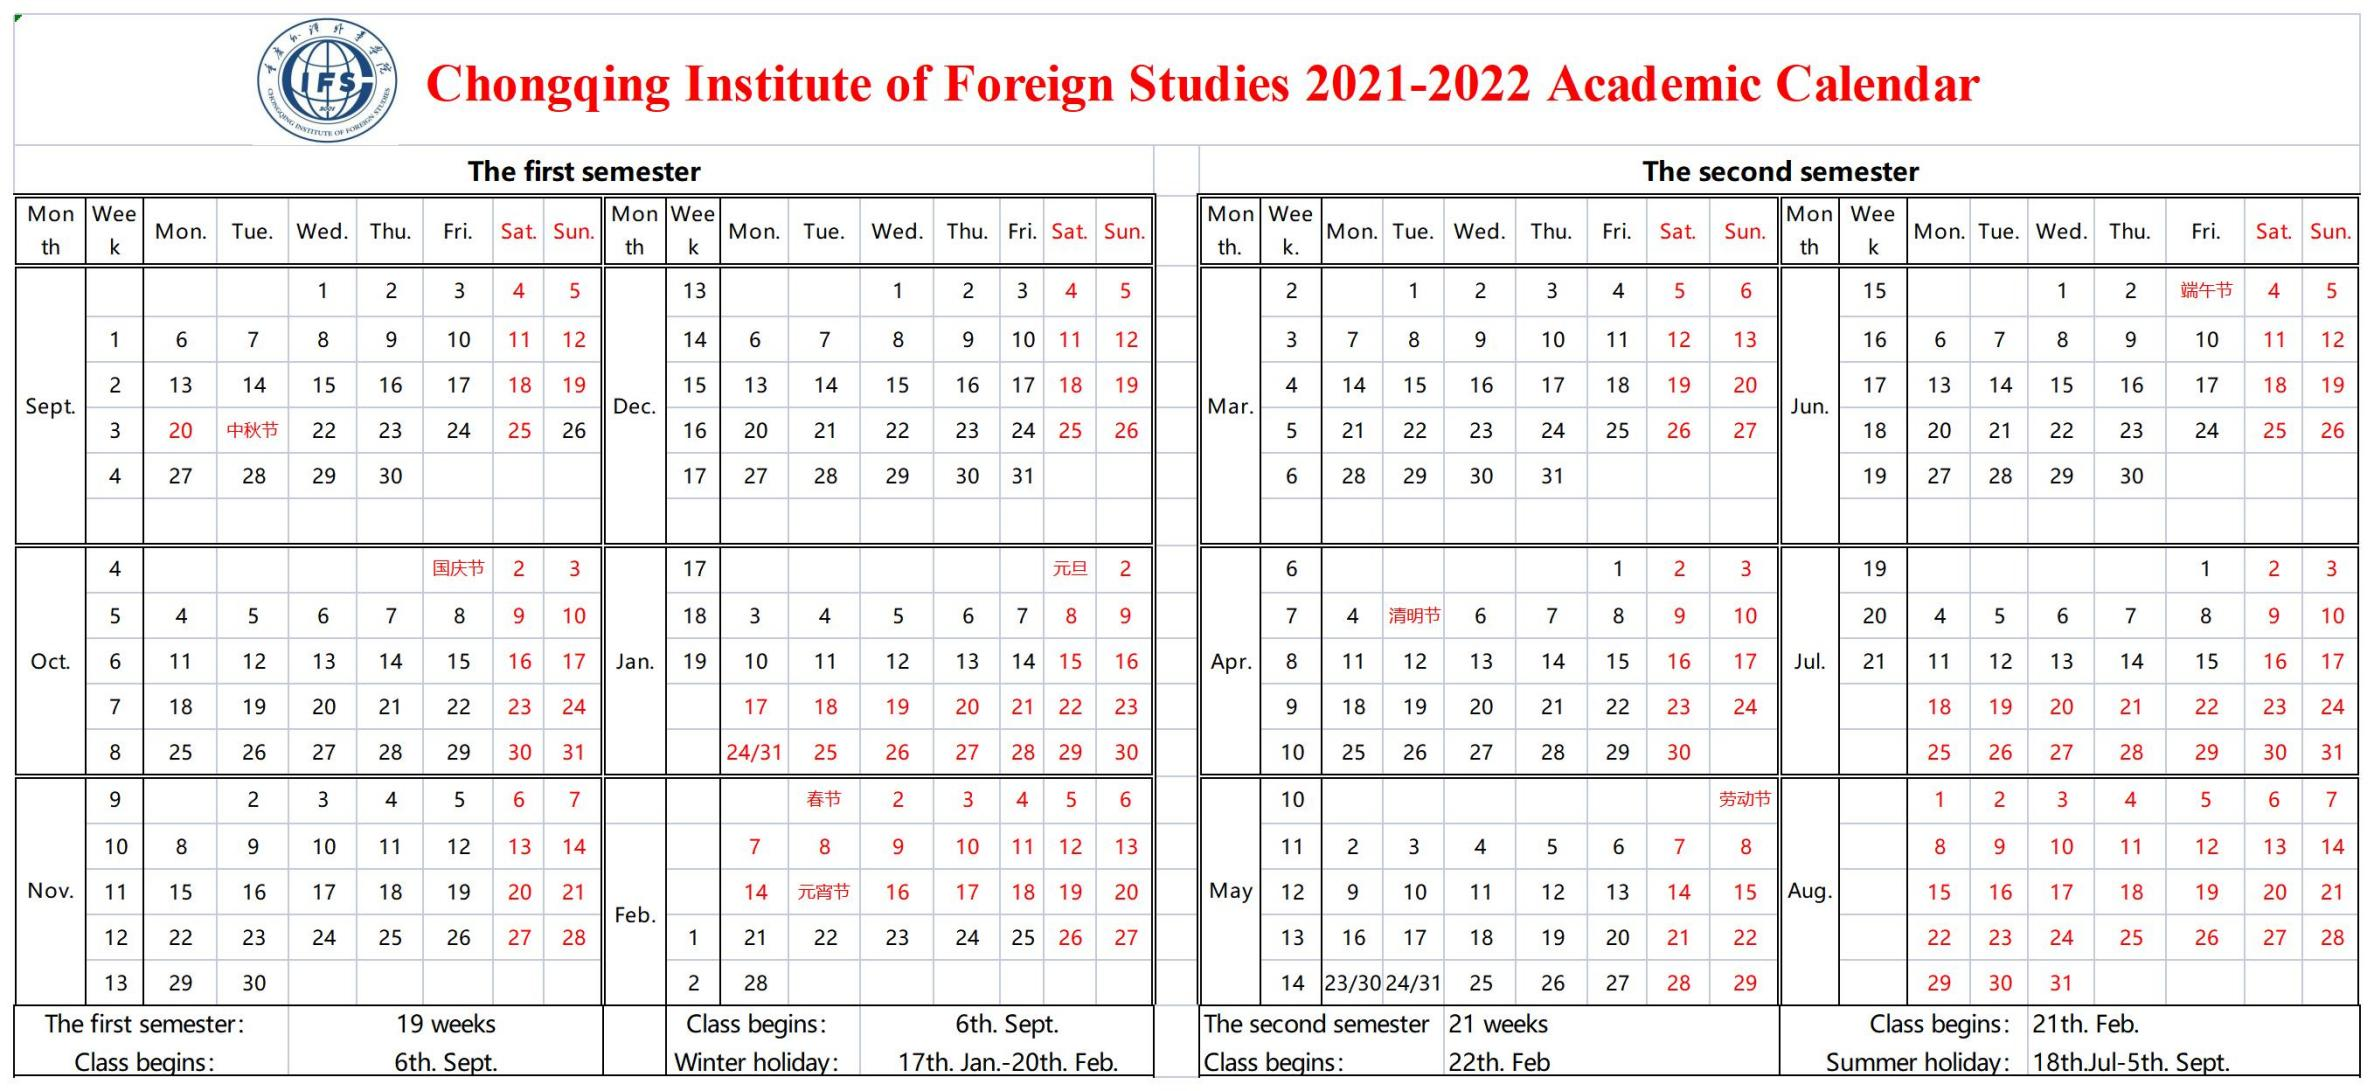 重庆外语外事学院
CIFS
CHONGQING INSTITUTE OF FOREIGN STUDIES
Chongqing Institute of Foreign Studies 2021-2022 Academic Calendar
The first semester The second semester
Month Week Mon. Tue. Wed. Thu. Fri. Sat. Sun. Month Week Mon. Tue. Wed. Thu. Fri. Sat. Sun. Month. Week. Mon. Tue. Wed. Thu. Fri. Sat. Sun. Month Week Mon. Tue. Wed. Thu. Fri. Sat. Sun.
1 2 3 4 5 13 1 2 3 4 5 2 1 2 3 4 5 6 15 1 2 端午节 4 5
1 6 7 8 9 10 11 12 14 6 7 8 9 10 11 12 3 7 8 9 10 11 12 13 16 6 7 8 9 10 11 12
Sept. 2 13 14 15 16 17 18 19 Dec. 15 13 14 15 16 17 18 19 Mar. 4 14 15 16 17 18 19 20 Jun. 17 13 14 15 16 17 18 19
3 20 中秋节 22 23 24 25 26 16 20 21 22 23 24 25 26 5 21 22 23 24 25 26 27 18 20 21 22 23 24 25 26
4 27 28 29 30 17 27 28 29 30 31 6 28 29 30 31 19 27 28 29 30
4 国庆节 2 3 17 元旦 2 6 1 2 3 19 1 2 3
5 4 5 6 7 8 9 10 18 3 4 5 6 7 8 9 7 4 清明节 6 7 8 9 10 20 4 5 6 7 8 9 10
Oct. 6 11 12 13 14 15 16 17 Jan. 19 10 11 12 13 14 15 16 Apr. 8 11 12 13 14 15 16 17 Jul. 21 11 12 13 14 15 16 17
7 18 19 20 21 22 23 24 17 18 19 20 21 22 23 9 18 19 20 21 22 23 24 18 19 20 21 22 23 24
8 25 26 27 28 29 30 31 24/31 25 26 27 28 29 30 10 25 26 27 28 29 30 25 26 27 28 29 30 31
9 2 3 4 5 6 7 春节 2 3 4 5 6 10 劳动节 1 2 3 4 5 6 7
10 8 9 10 11 12 13 14 7 8 9 10 11 12 13 11 2 3 4 5 6 7 8 8 9 10 11 12 13 14
Nov. 11 15 16 17 18 19 20 21 Feb. 14 元宵节 16 17 18 19 20 May 12 9 10 11 12 13 14 15 Aug. 15 16 17 18 19 20 21
12 22 23 24 25 26 27 28 1 21 22 23 24 25 26 27 13 16 17 18 19 20 21 22 22 23 24 25 26 27 28
13 29 30 2 28 14 23/30 24/31 25 26 27 28 29 29 30 31
The first semester: 19 weeks Class begins: 6th. Sept. The second semester 21 weeks Class begins: 21th. Feb.
Class begins: 6th. Sept. Winter holiday: 17th. Jan.-20th. Feb. Class begins: 22th. Feb Summer holiday: 18th.Jul-5th. Sept.